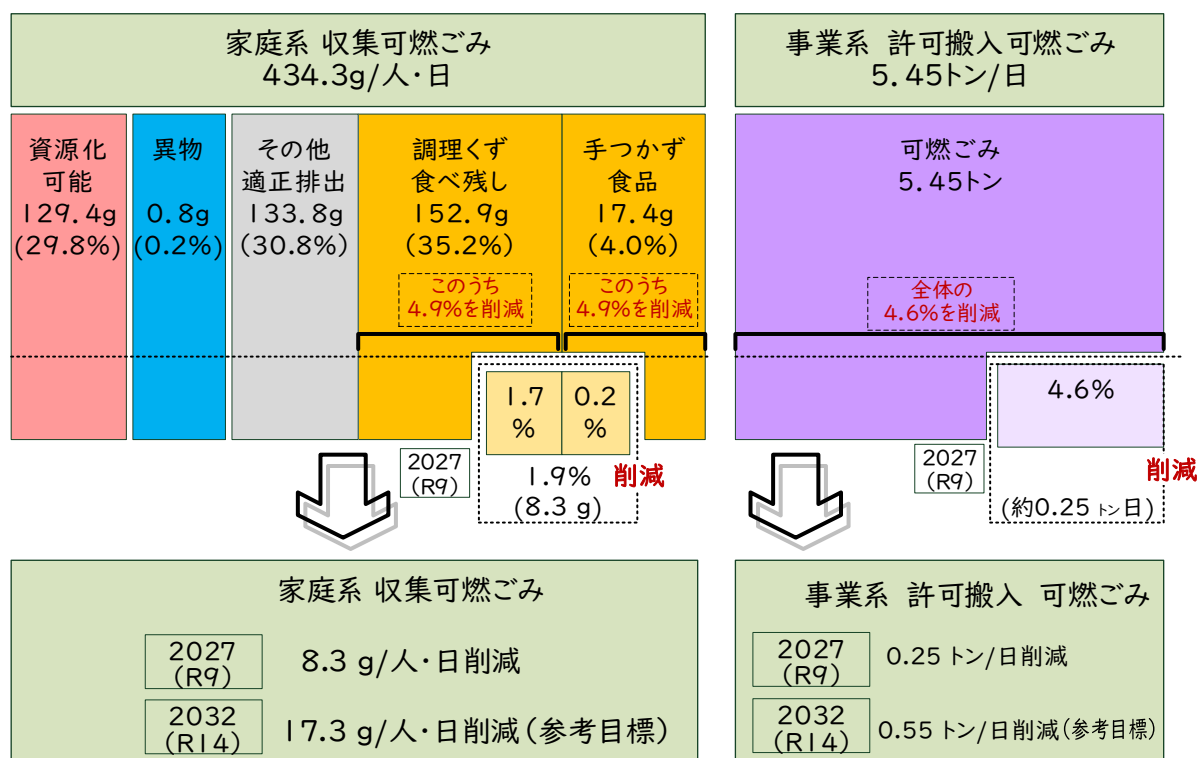 家庭系 収集可燃ごみ
434.3g/人・日
事業系 許可搬入可燃ごみ
5.45トン/日
資源化
可能
129.4g
(29.8%)
異物
0.8g
(0.2%)
その他
適正排出
133.8g
(30.8%)
調理くず
食べ残し
152.9g
(35.2%)
このうち
4.9%を削減
手つかず
食品
17.4g
(4.0%)
このうち
4.9%を削減
可燃ごみ
5.45トン
全体の
4.6%を削減
1.7
%
0.2
%
2027
(R9)
1.9%
(8.3 g)
削減
4.6%
2027
(R9)
削減
(約0.25 トン日)
家庭系 収集可燃ごみ
2027
(R9)
8.3 g/人・日削減
2032
(R14)
17.3 g/人・日削減(参考目標)
事業系 許可搬入 可燃ごみ
2027
(R9)
0.25 トン/日削減
2032
(R14)
0.55 トン/日削減(参考目標)